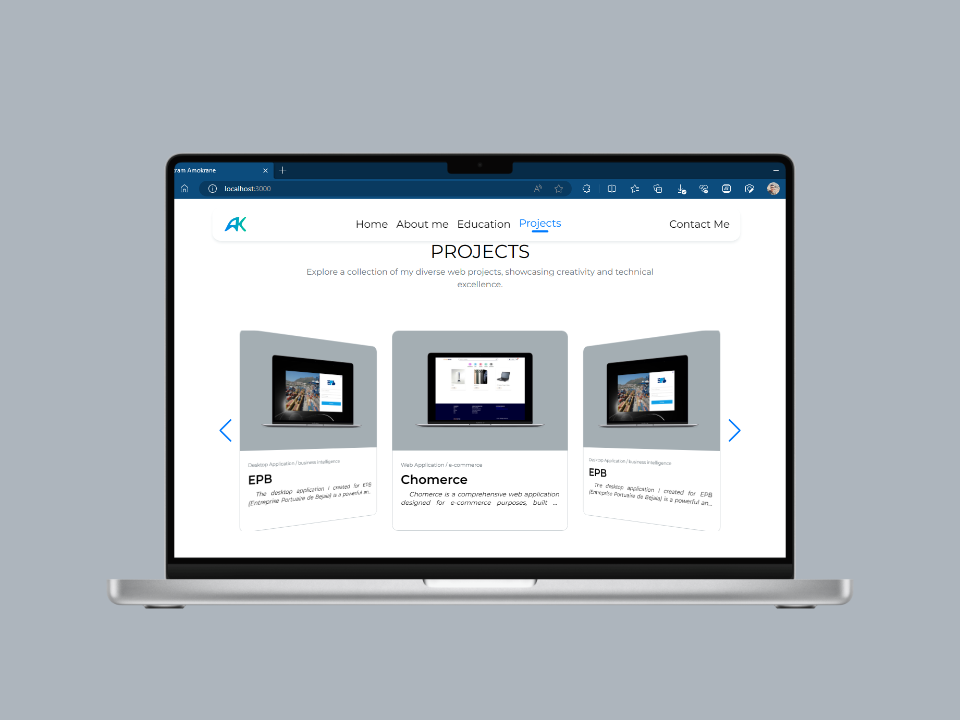 ram Amokrane
localhost:3000
AK
Home About me Education Projects Contact Me
PROJECTS
Explore a collection of my diverse web projects, showcasing creativity and technical
excellence.
Desktop Application / business intelligence
EPB
The desktop application I created for EPB
(Entreprise Portuaire de Bejaia) is a powerful an...
Web Application / e-commerce
Chomerce
Chomerce is a comprehensive web application
designed for e-commerce purposes, built ...
Desktop Application / business intelligence
EPB
The desktop application I created for EPB
(Entreprise Portuaire de Bejaia) is a powerful an...